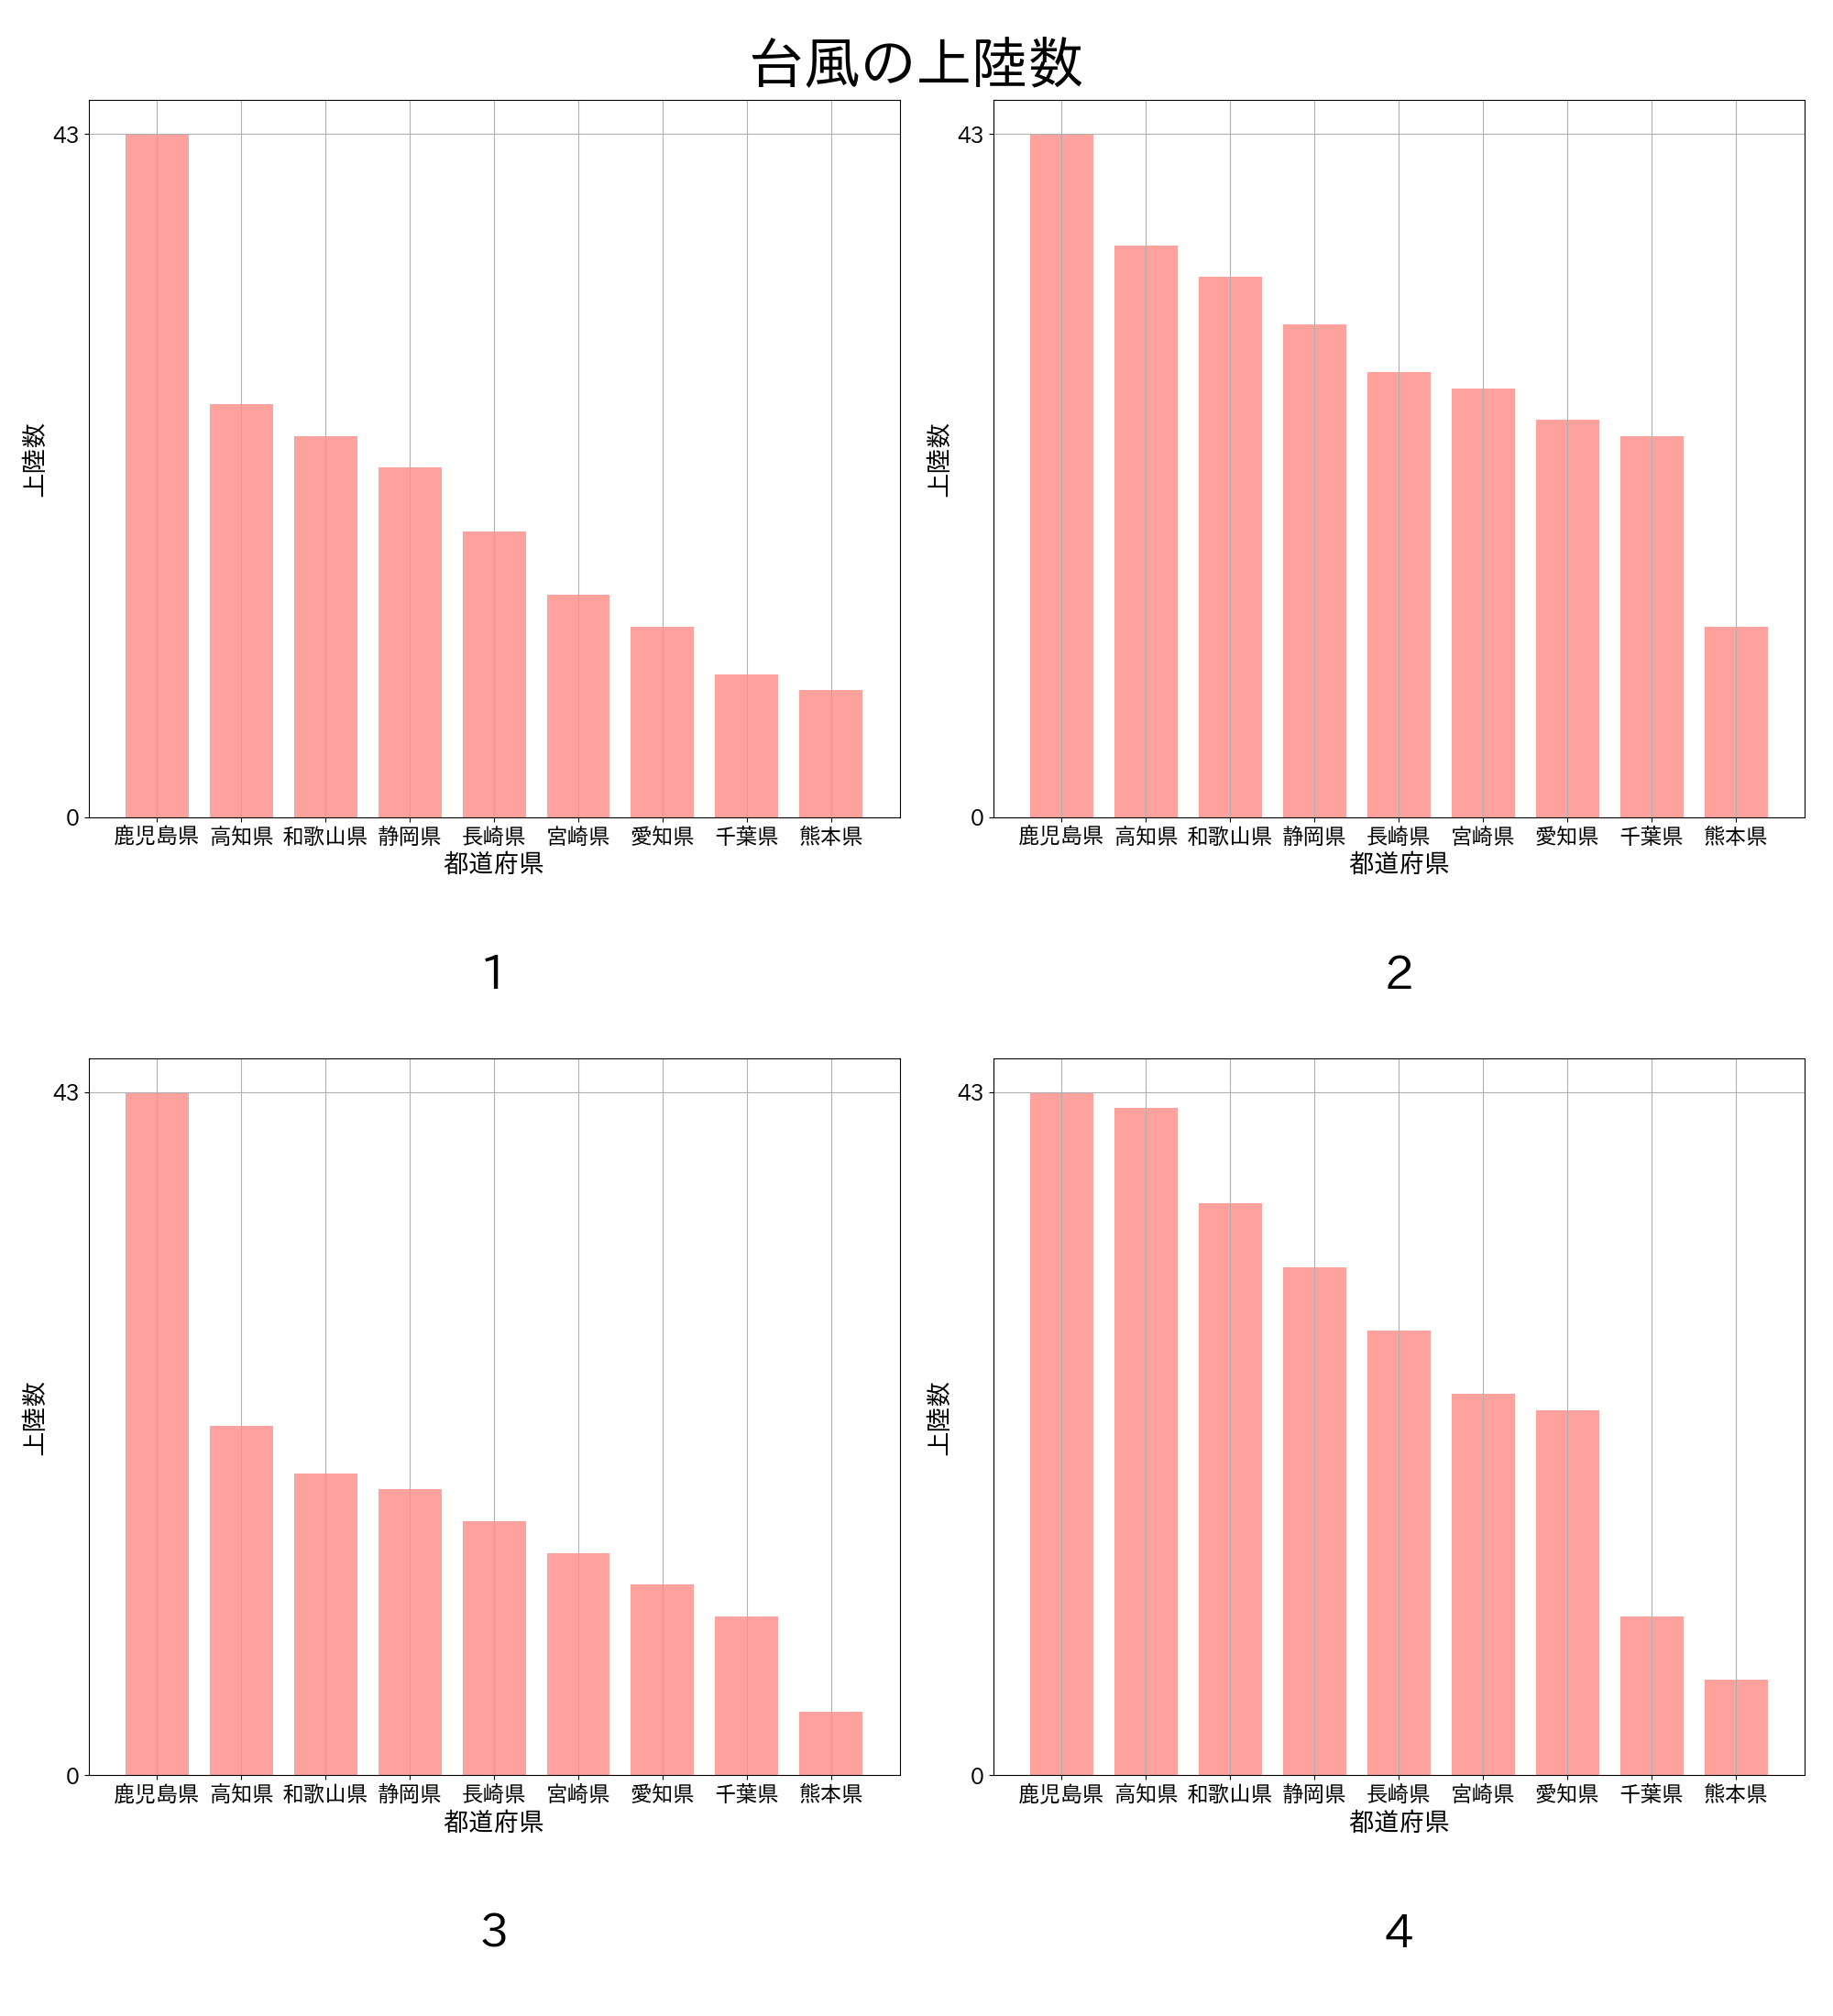 台風の上陸数
43
0
上陸数
鹿児島県 高知県 和歌山県 静岡県 長崎県 宮崎県 愛知県 千葉県 熊本県
都道府県
1
43
0
上陸数
鹿児島県 高知県 和歌山県 静岡県 長崎県 宮崎県 愛知県 千葉県 熊本県
都道府県
2
43
0
上陸数
鹿児島県 高知県 和歌山県 静岡県 長崎県 宮崎県 愛知県 千葉県 熊本県
都道府県
3
43
0
上陸数
鹿児島県 高知県 和歌山県 静岡県 長崎県 宮崎県 愛知県 千葉県 熊本県
都道府県
4